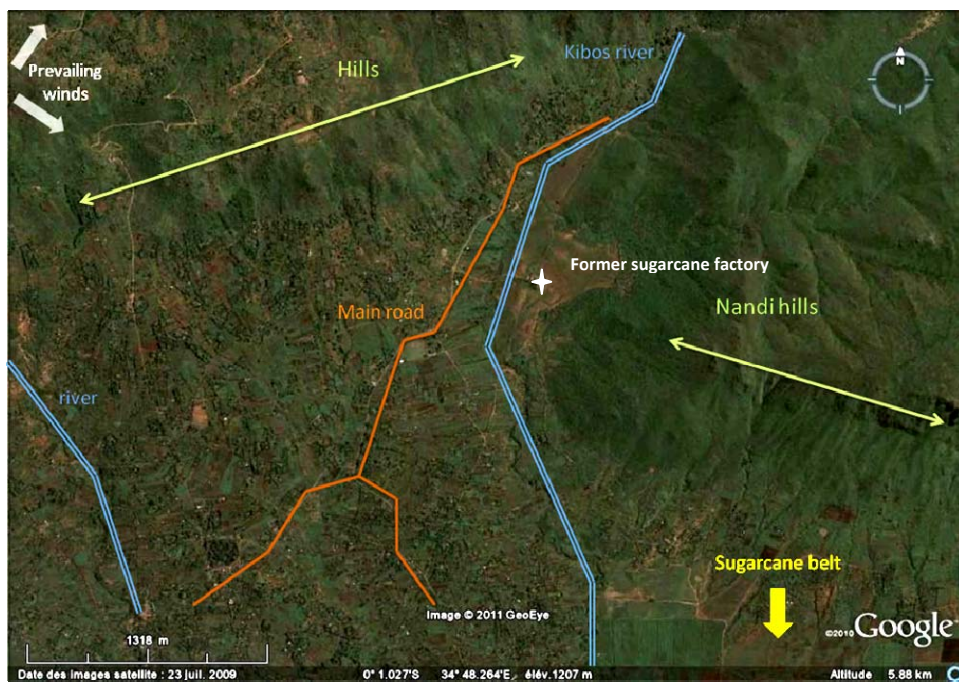 Prevailing
winds
Hills
Kibos river
N
Former sugarcane factory
Nandi hills
Main road
river
Sugarcane belt
Image © 2011 GeoEye
1318 m
©2010 Google
Date des images satellite : 23 juil. 2009
0° 1.027'S 34° 48.264'E élév. 1207 m
Altitude 5.88 km